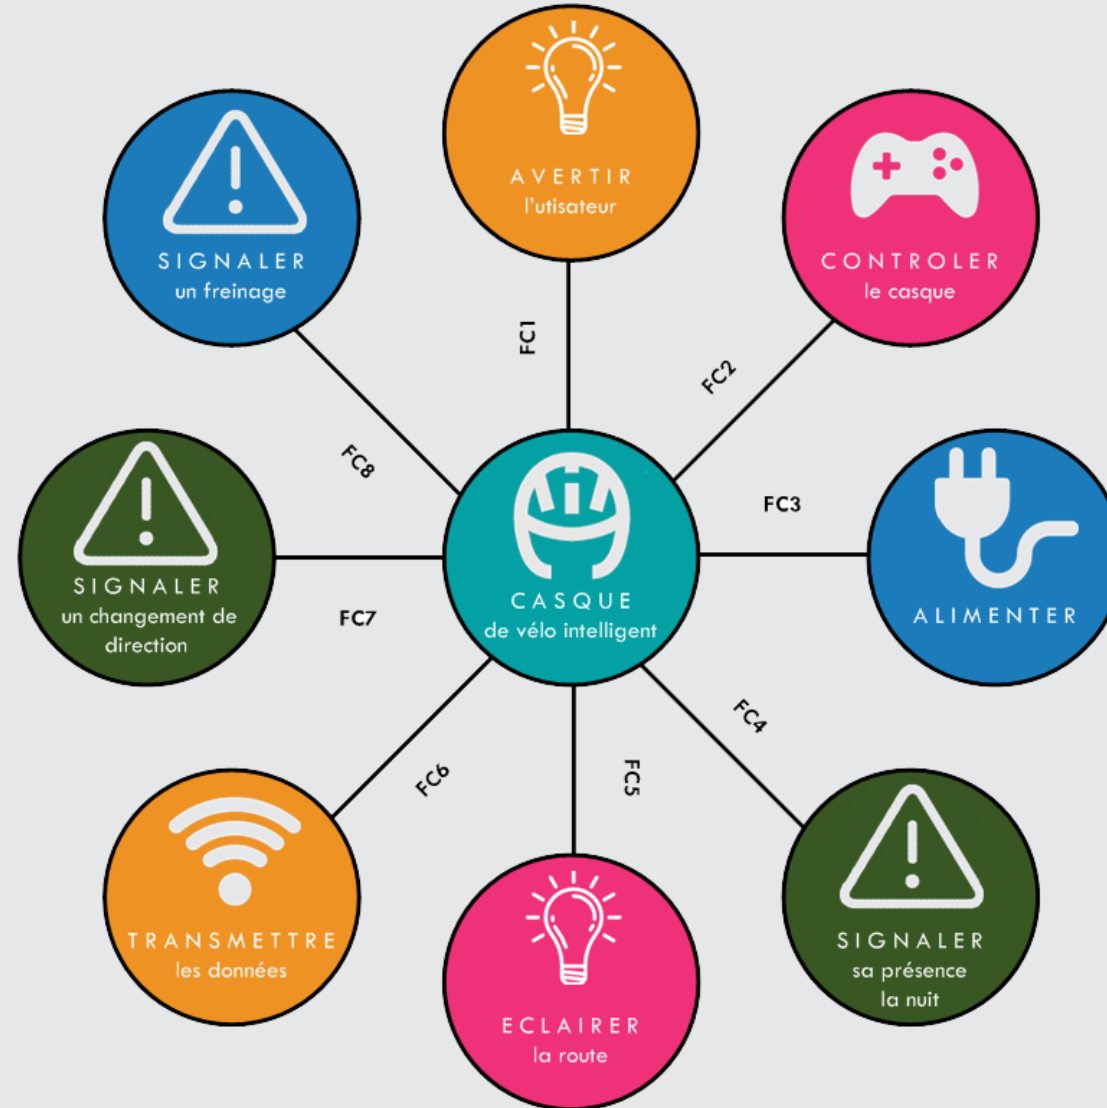 AVERTIR
l'utisateur
SIGNALER
un freinage
CONTROLER
le casque
FC1
FC2
FC8
FC3
CASQUE
de vélo intelligent
SIGNALER
un changement de
direction
ALIMENTER
FC7
FC4
FC6
FC5
TRANSMETTRE
les données
SIGNALER
sa présence
la nuit
ECLAIRER
la route